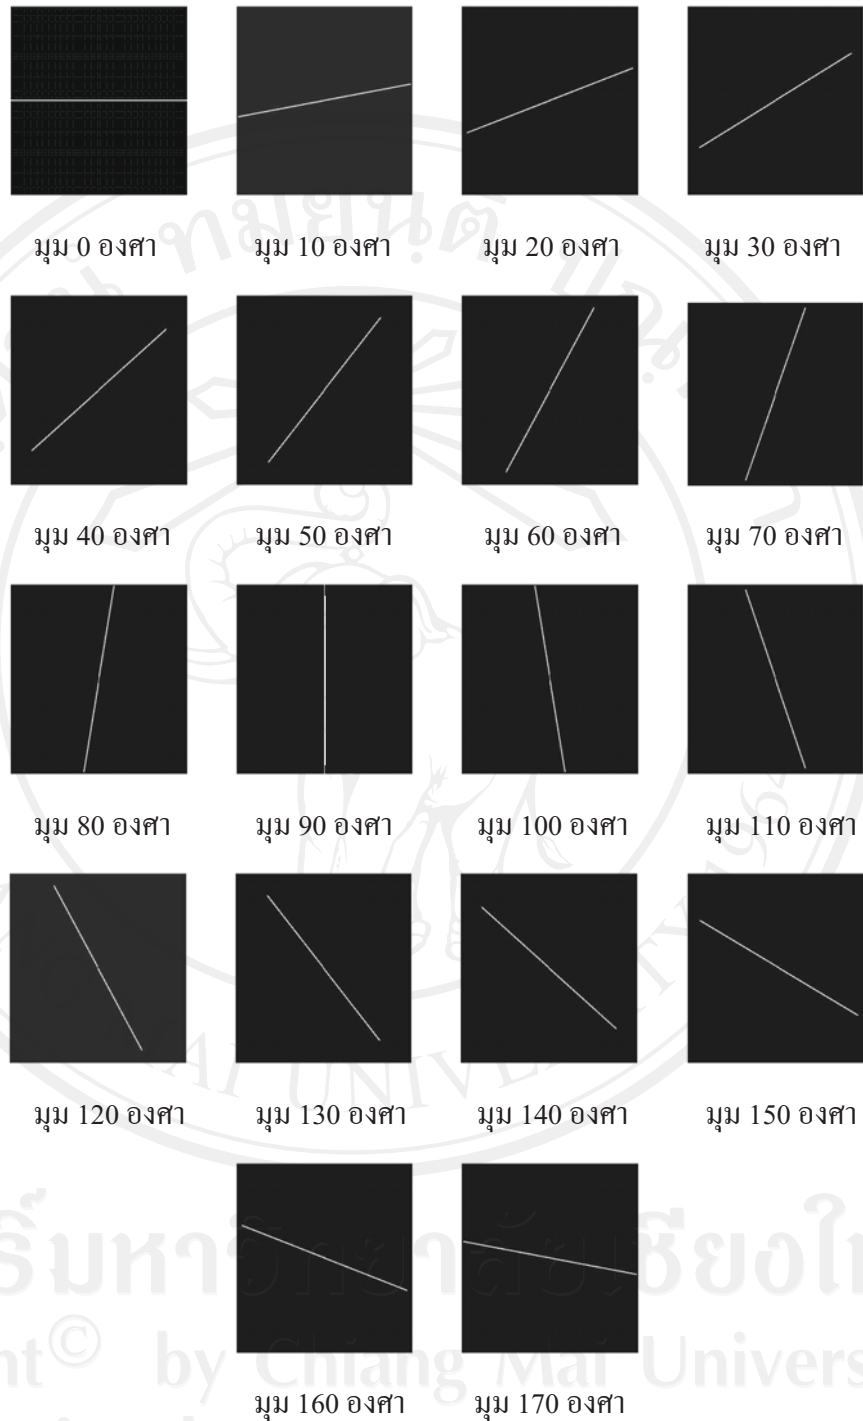 มุม 0 องศา มุม 10 องศา มุม 20 องศา มุม 30 องศา
มุม 40 องศา มุม 50 องศา มุม 60 องศา มุม 70 องศา
มุม 80 องศา มุม 90 องศา มุม 100 องศา มุม 110 องศา
มุม 120 องศา มุม 130 องศา มุม 140 องศา มุม 150 องศา
มุม 160 องศา มุม 170 องศา
© by Chiang Mai Univers